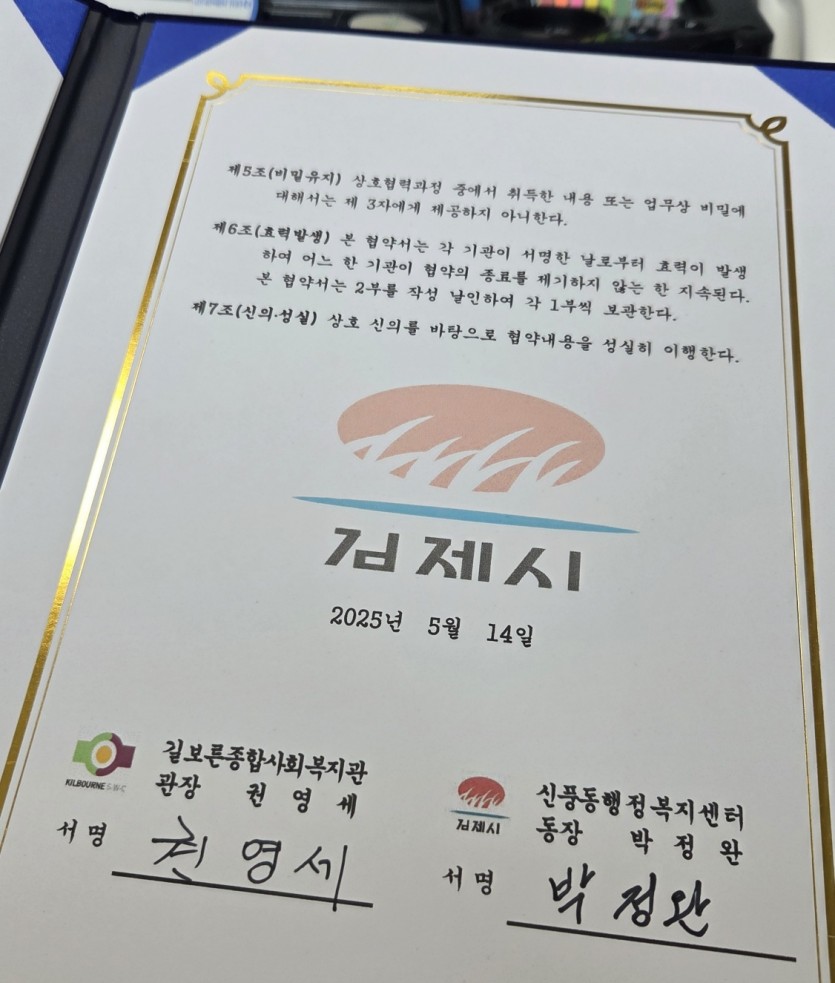 제5조(비밀유지) 상호협력과정 중에서 취득한 내용 또는 업무상 비밀에
대해서는 제 3자에게 제공하지 아니한다.
제6조(효력발생) 본 협약서는 각 기관이 서명한 날로부터 효력이 발생
하여 어느 한 기관이 협약의 종료를 제기하지 않는 한 지속된다.
본 협약서는 2부를 작성 날인하여 각 1부씩 보관한다.
제7조(신의·성실) 상호 신의를 바탕으로 협약내용을 성실히 이행한다.
김제시
2025년 5월 14일
KILBOURNE S·W·C
길보른종합사회복지관
관장 권 영 세
서명 권 영 세
김제시
신풍동행정복지센터
동장 박 정 완
서명 박 정 완